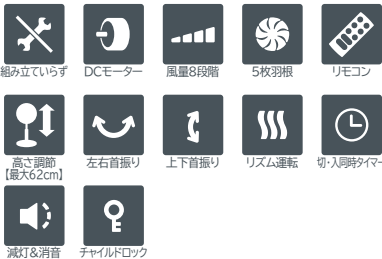 組み立ていらず
DCモーター
風量8段階
5枚羽根
リモコン
高さ調節
【最大62cm】
左右首振り
上下首振り
リズム運転
切・入同時タイマー
減灯&消音
チャイルドロック